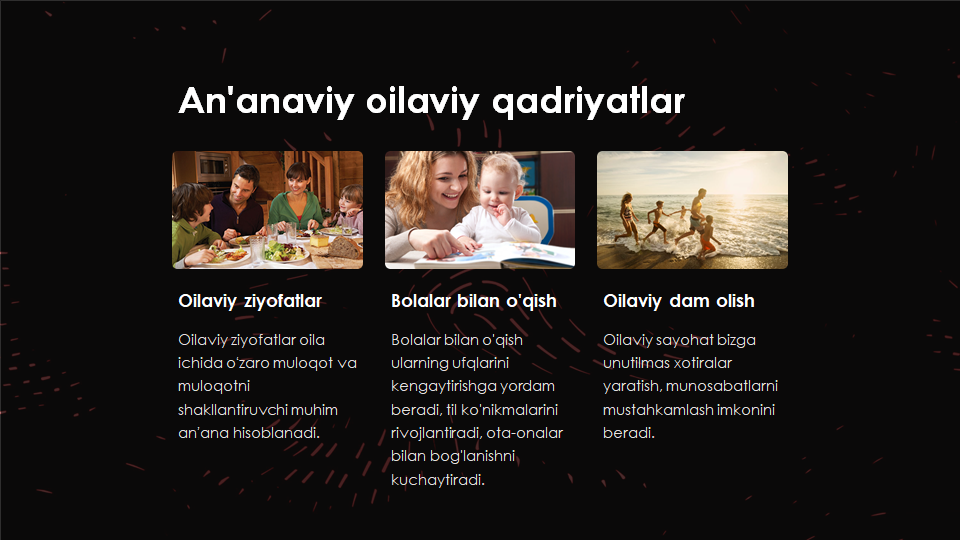 An'anaviy oilaviy qadriyatlar
Oilaviy ziyofatlar
Oilaviy ziyofatlar oila
ichida o'zaro muloqot va
muloqotni
shakllantiruvchi muhim
an'ana hisoblanadi.
Bolalar bilan o'qish
Bolalar bilan o'qish
ularning ufqlarini
kengaytirishga yordam
beradi, til ko'nikmalarini
rivojlantiradi, ota-onalar
bilan bog'lanishni
kuchaytiradi.
Oilaviy dam olish
Oilaviy sayohat bizga
unutilmas xotiralar
yaratish, munosabatlarni
mustahkamlash imkonini
beradi.